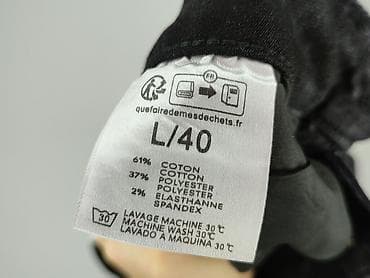 FR
quefairedemesdechets.fr
L/40
61% COTON
COTTON
37% POLYESTER
POLYESTER
2% ELASTHANNE
SPANDEX
30
LAVAGE MACHINE 30℃
MACHINE WASH 30℃
LAVADO A MAQUINA 30℃